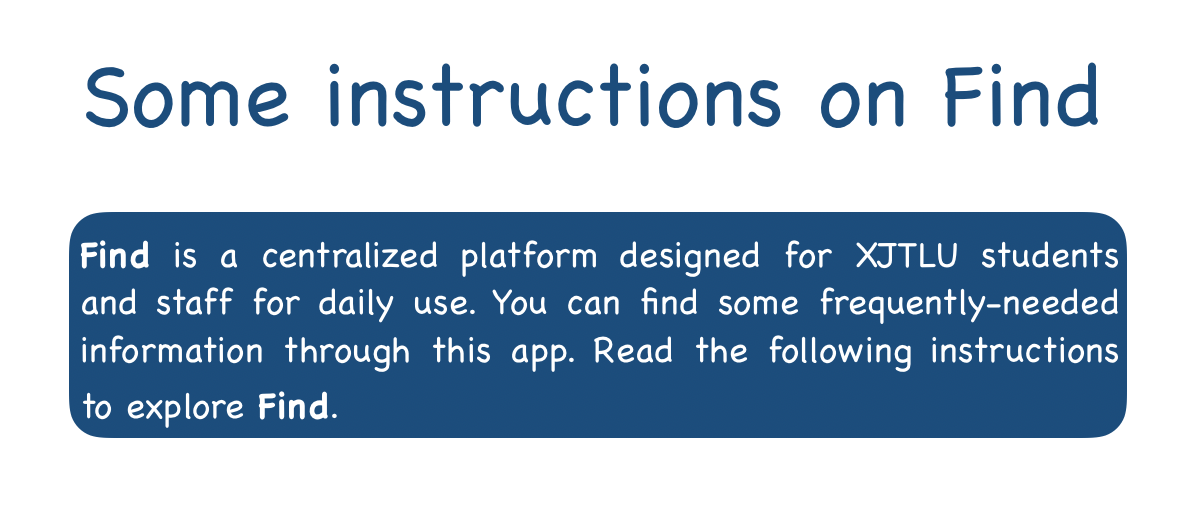 Some instructions on Find
Find is a centralized platform designed for XJTLU students
and staff for daily use. You can find some frequently-needed
information through this app. Read the following instructions
to explore Find.